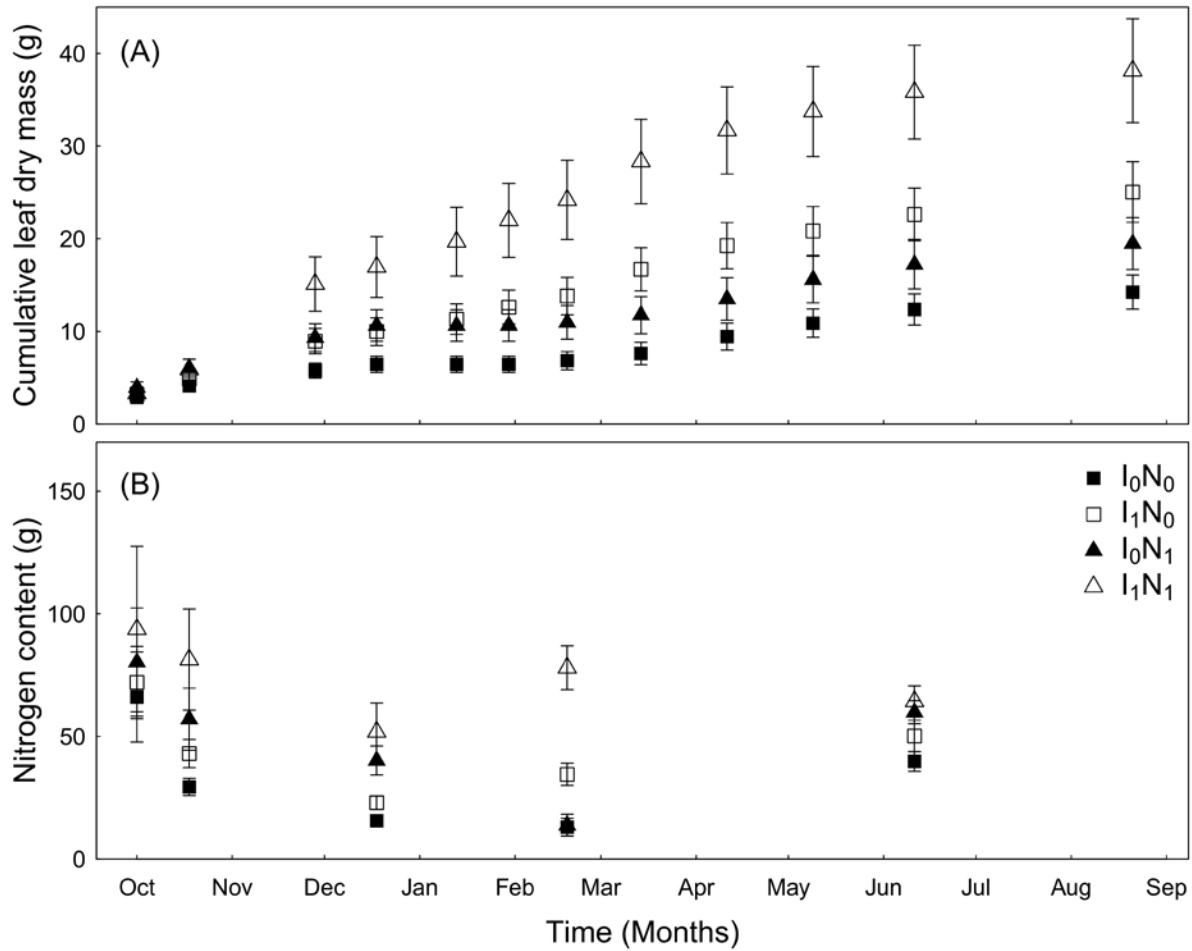 (A)
Cumulative leaf dry mass (g)
40
30
20
10
0
(B)
Nitrogen content (g)
150
100
50
0
I₀N₀
I₁N₀
I₀N₁
I₁N₁
Oct Nov Dec Jan Feb Mar Apr May Jun Jul Aug Sep
Time (Months)